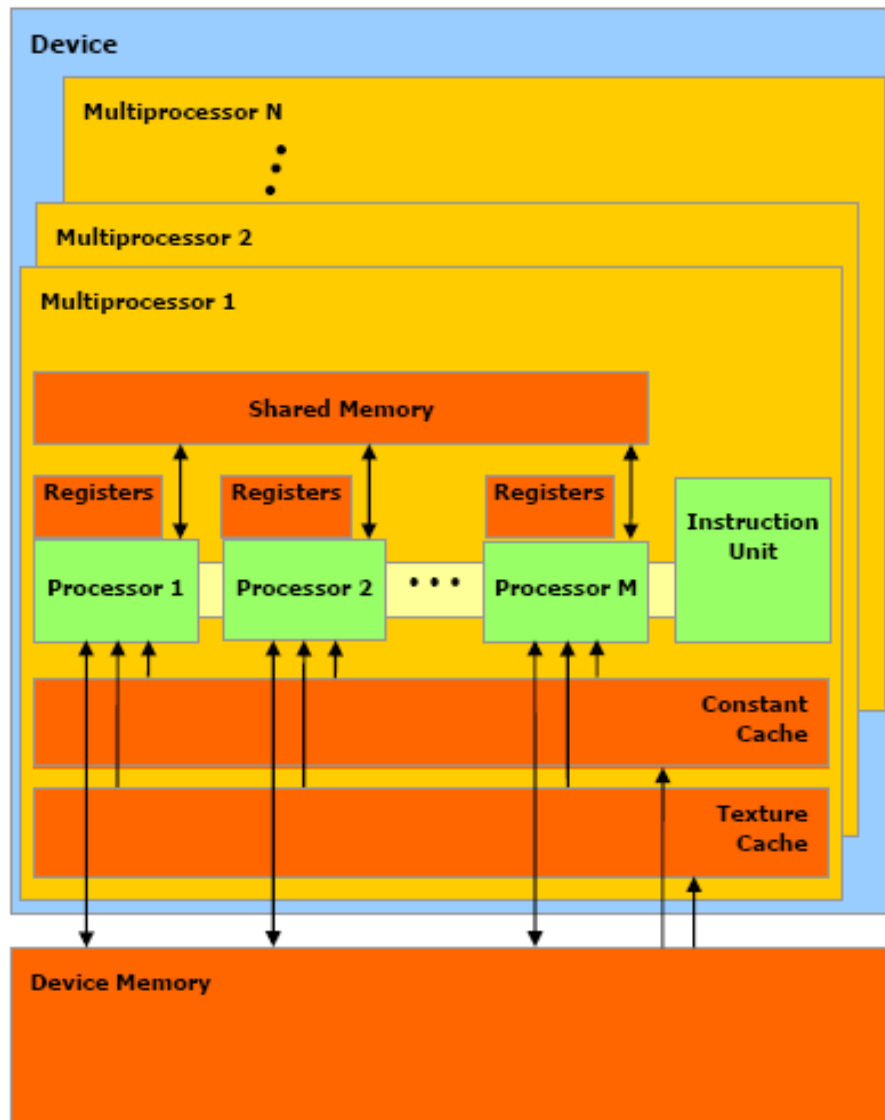 Device
Multiprocessor N
Multiprocessor 2
Multiprocessor 1
Shared Memory
Registers
Registers
Registers
Instruction
Unit
Processor 1
Processor 2
Processor M
Constant
Cache
Texture
Cache
Device Memory